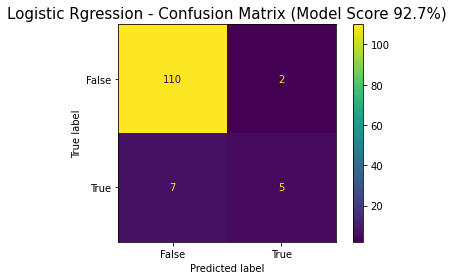 Logistic Rgression - Confusion Matrix (Model Score 92.7%)
False
110
2
True label
True
7
5
False
True
Predicted label
100
80
60
40
20